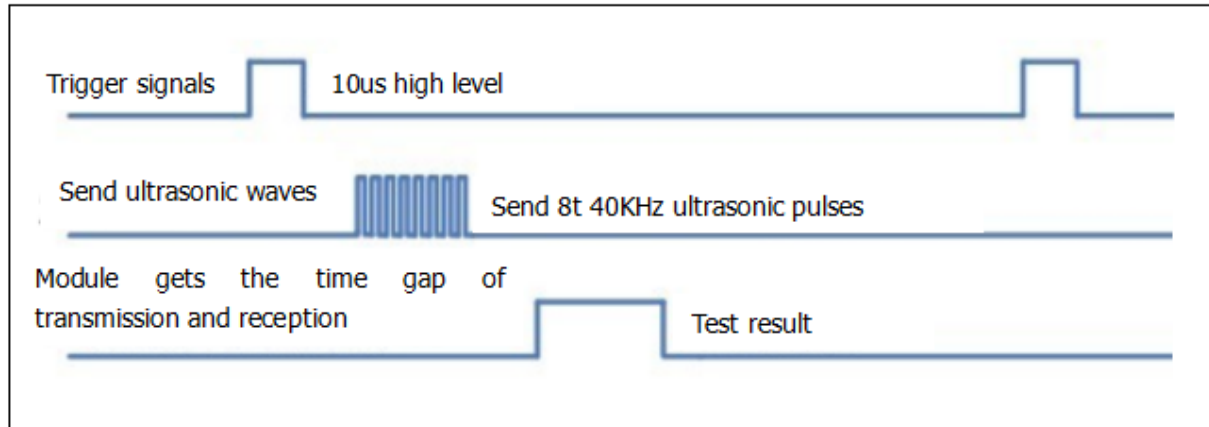 Trigger signals 10us high level
Send ultrasonic waves
Send 8t 40KHz ultrasonic pulses
Module gets the time gap of
transmission and reception
Test result